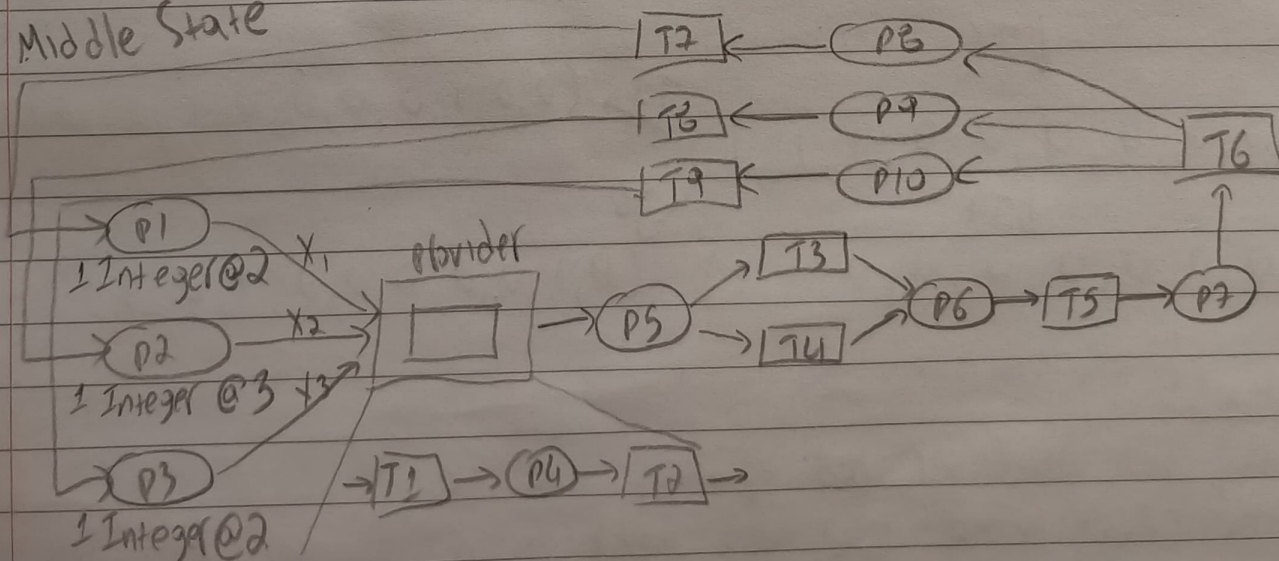 Middle State
T7 P8
T8 P9
T6
T9 P10
P1
1 Integer@2
X1
Provider
T3
P2
X2
P5
P6 T5 P7
T4
1 Integer @3 X3
P3
T1 P4 T2
1 Integer@2